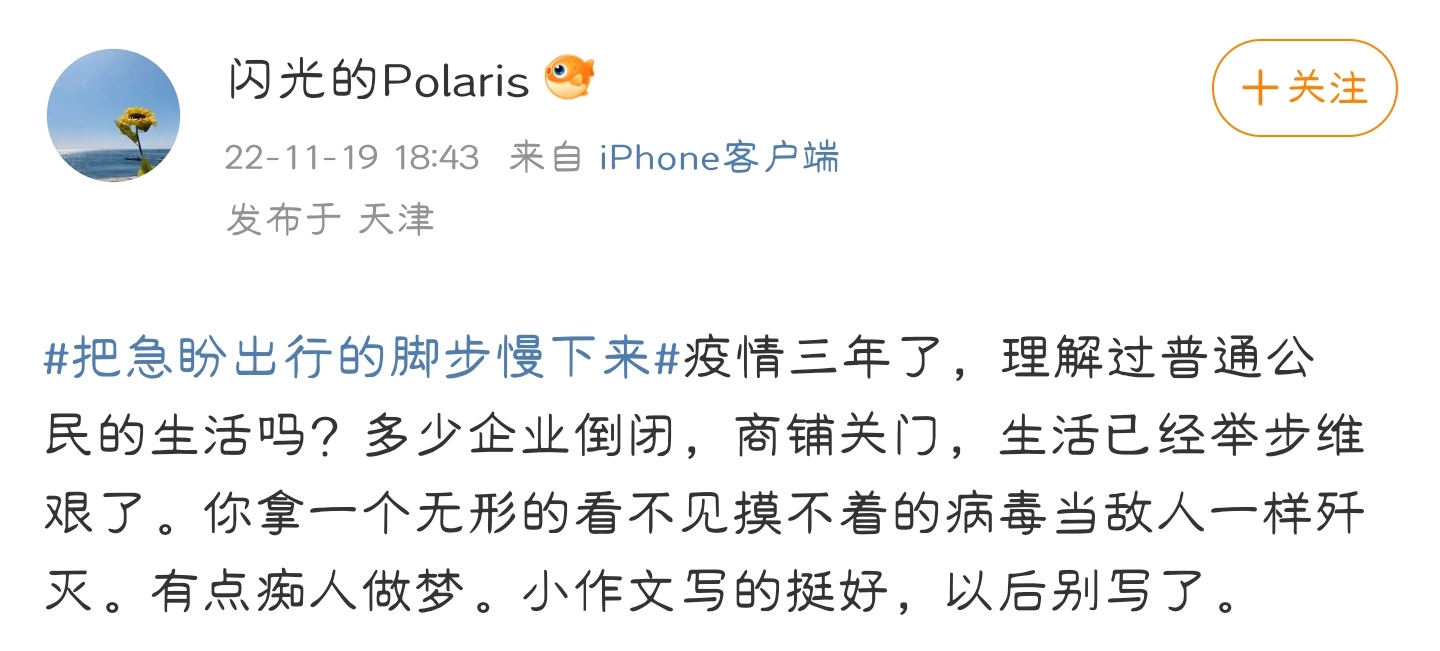 闪光的Polaris
+关注
22-11-19 18:43 来自 iPhone客户端
发布于 天津
#把急盼出行的脚步慢下来#疫情三年了，理解过普通公
民的生活吗？多少企业倒闭，商铺关门，生活已经举步维
艰了。你拿一个无形的看不见摸不着的病毒当敌人一样歼
灭。有点痴人做梦。小作文写的挺好，以后别写了。